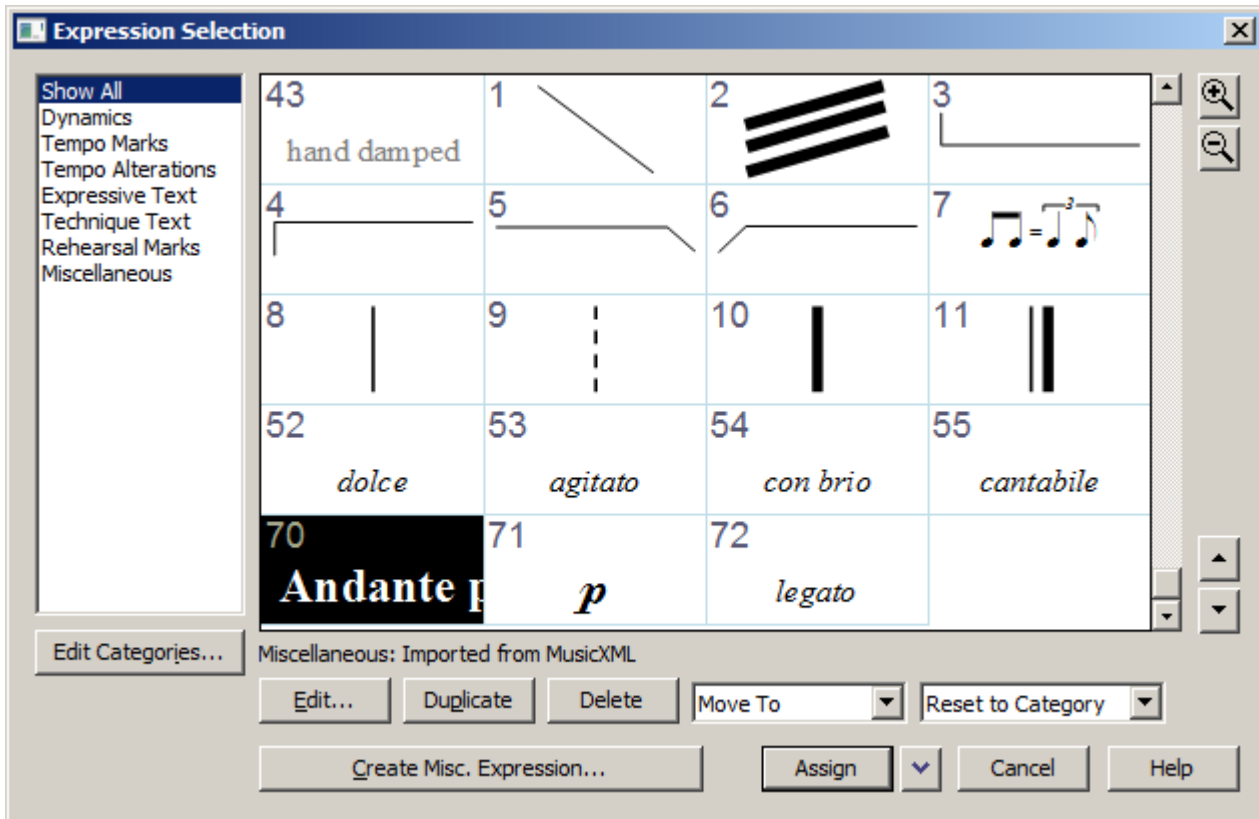 Expression Selection
Show All
Dynamics
Tempo Marks
Tempo Alterations
Expressive Text
Technique Text
Rehearsal Marks
Miscellaneous
43
hand damped
1
2
3
4
5
6
7
=
3
8
9
10
11
52
dolce
53
agitato
54
con brio
55
cantabile
70
Andante p
71
p
72
legato
Edit Categories...
Miscellaneous: Imported from MusicXML
Edit...
Duplicate
Delete
Move To
Reset to Category
Create Misc. Expression...
Assign
Cancel
Help